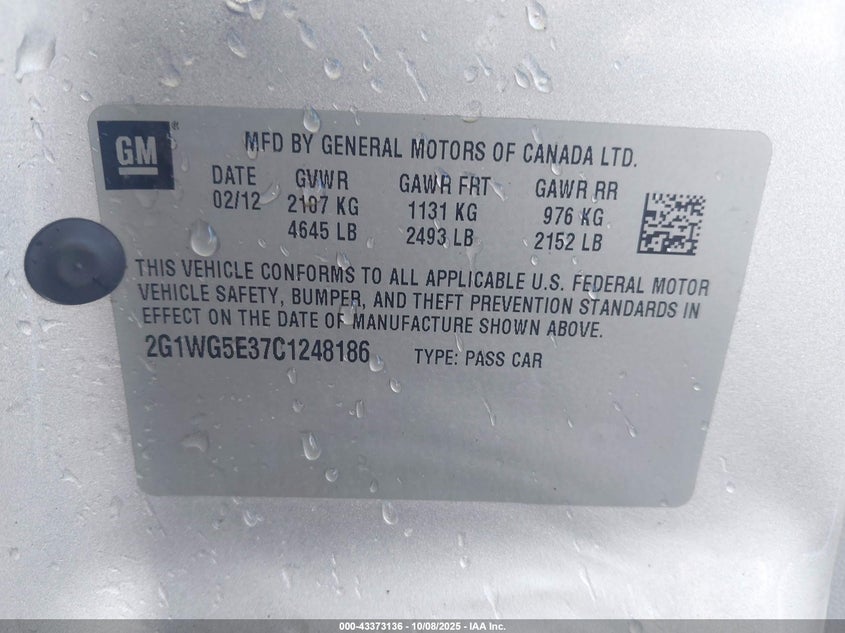 GM®
MFD BY GENERAL MOTORS OF CANADA LTD.
DATE GVWR GAWR FRT GAWR RR
02/12 2107 KG 1131 KG 976 KG
4645 LB 2493 LB 2152 LB
THIS VEHICLE CONFORMS TO ALL APPLICABLE U.S. FEDERAL MOTOR
VEHICLE SAFETY, BUMPER, AND THEFT PREVENTION STANDARDS IN
EFFECT ON THE DATE OF MANUFACTURE SHOWN ABOVE.
2G1WG5E37C1248186 TYPE: PASS CAR
000-43373136 - 10/08/2025 - IAA Inc.